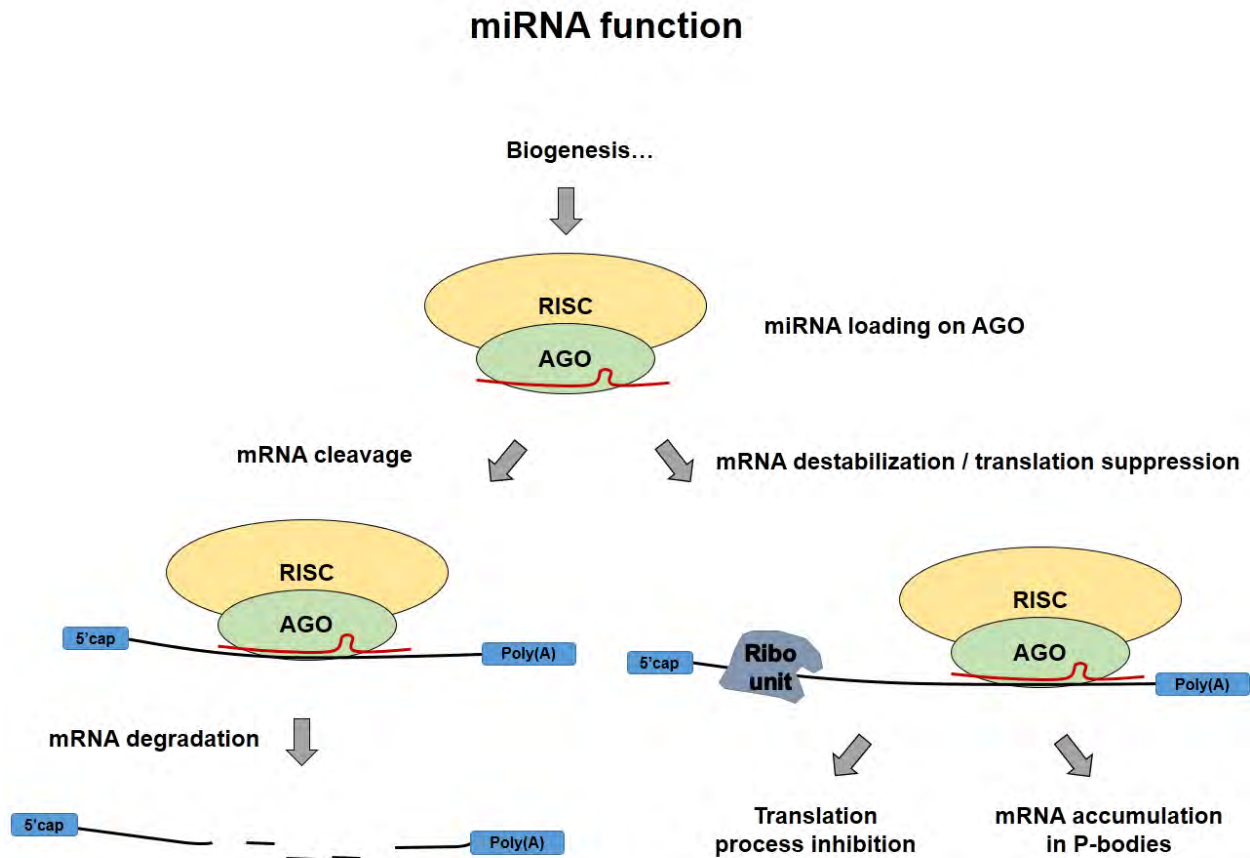 miRNA function
Biogenesis...
RISC
AGO
miRNA loading on AGO
mRNA cleavage
mRNA destabilization / translation suppression
RISC
AGO
5'cap
Poly(A)
RISC
AGO
Ribo
unit
5'cap
Poly(A)
mRNA degradation
5'cap
Poly(A)
Translation
process inhibition
mRNA accumulation
in P-bodies